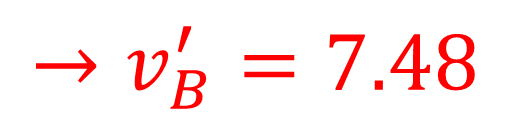 → v′_B = 7.48